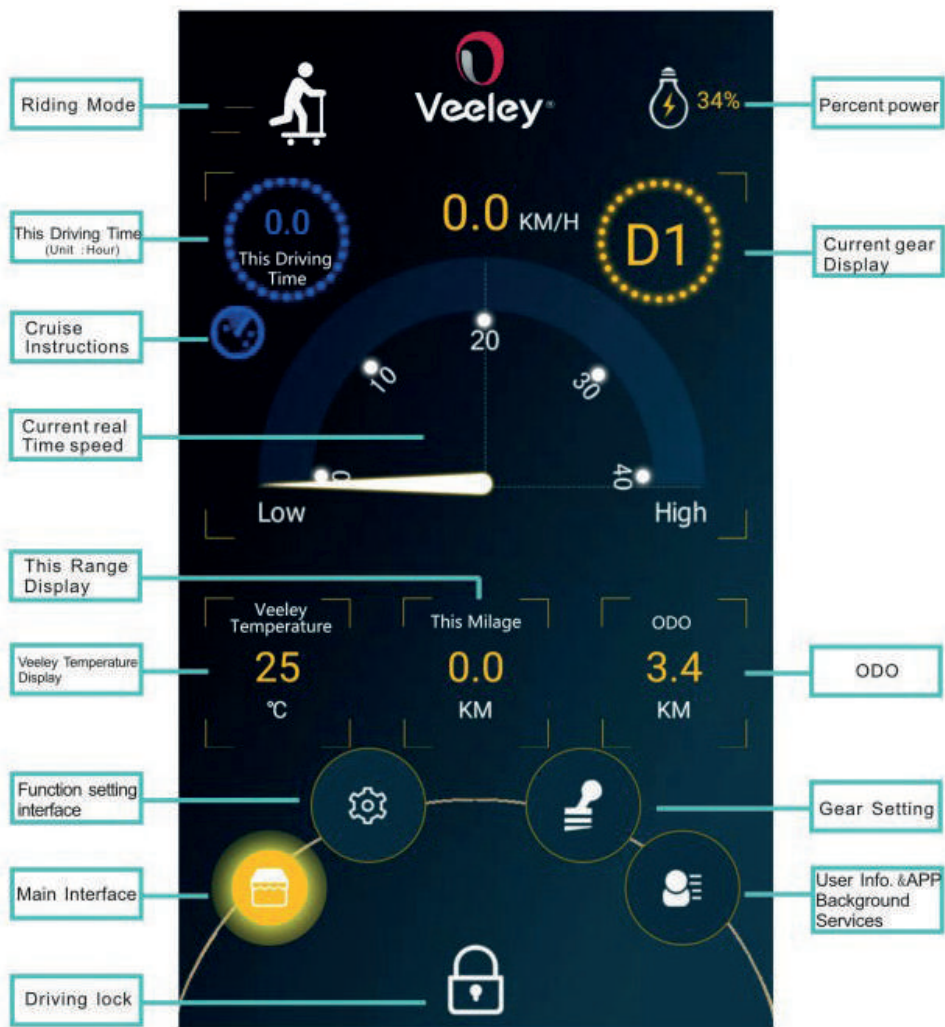 Riding Mode
Veeley
34%
Percent power
This Driving Time
(Unit :Hour)
0.0
This Driving
Time
0.0 KM/H
D1
Current gear
Display
Cruise
Instructions
Current real
Time speed
0
10
20
30
40
Low
High
This Range
Display
Veeley
Temperature
25
℃
This Milage
0.0
KM
ODO
3.4
KM
Veeley Temperature
Display
ODO
Function setting
interface
Gear Setting
Main Interface
User Info. &APP
Background
Services
Driving lock